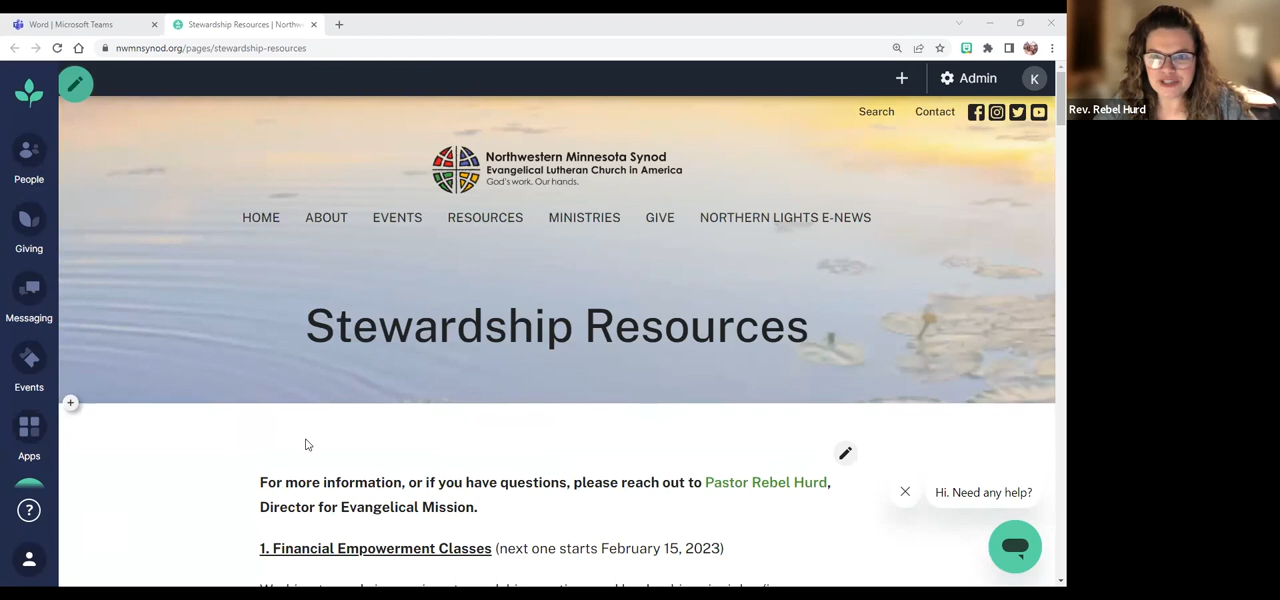 Word | Microsoft Teams
Stewardship Resources | Northw
nwmnsynod.org/pages/stewardship-resources
Rev. Rebel Hurd
Admin
K
Search Contact
Northwestern Minnesota Synod
Evangelical Lutheran Church in America
God's work. Our hands.
HOME ABOUT EVENTS RESOURCES MINISTRIES GIVE NORTHERN LIGHTS E-NEWS
People
Giving
Messaging
Events
Apps
Stewardship Resources
For more information, or if you have questions, please reach out to Pastor Rebel Hurd,
Director for Evangelical Mission.
1. Financial Empowerment Classes (next one starts February 15, 2023)
Hi. Need any help?